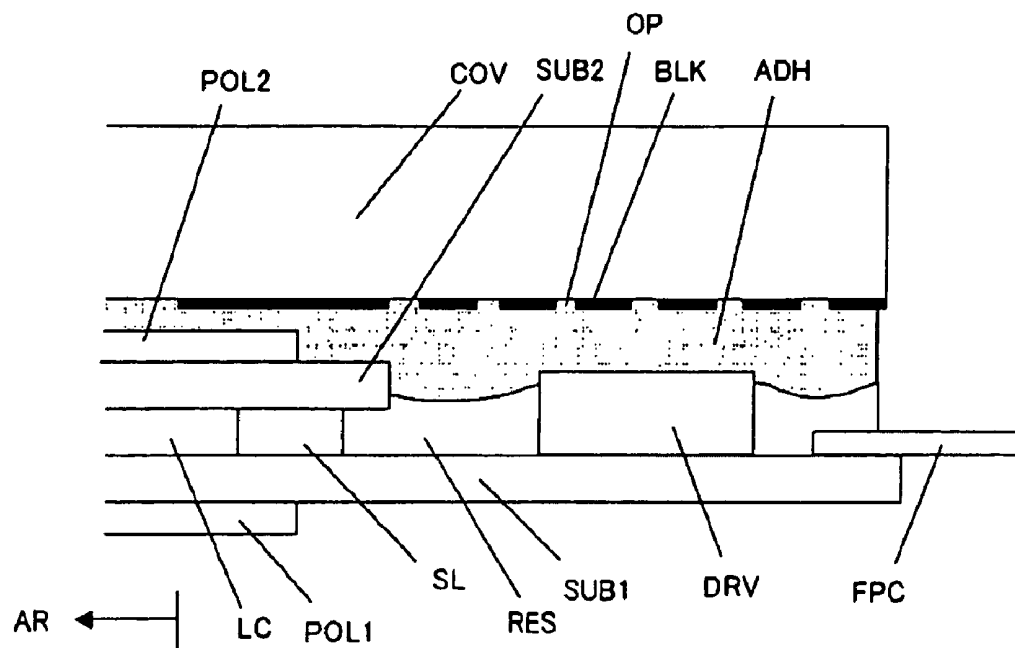 OP
POL2 COV SUB2 BLK ADH
SL SUB1 DRV FPC
AR LC POL1 RES